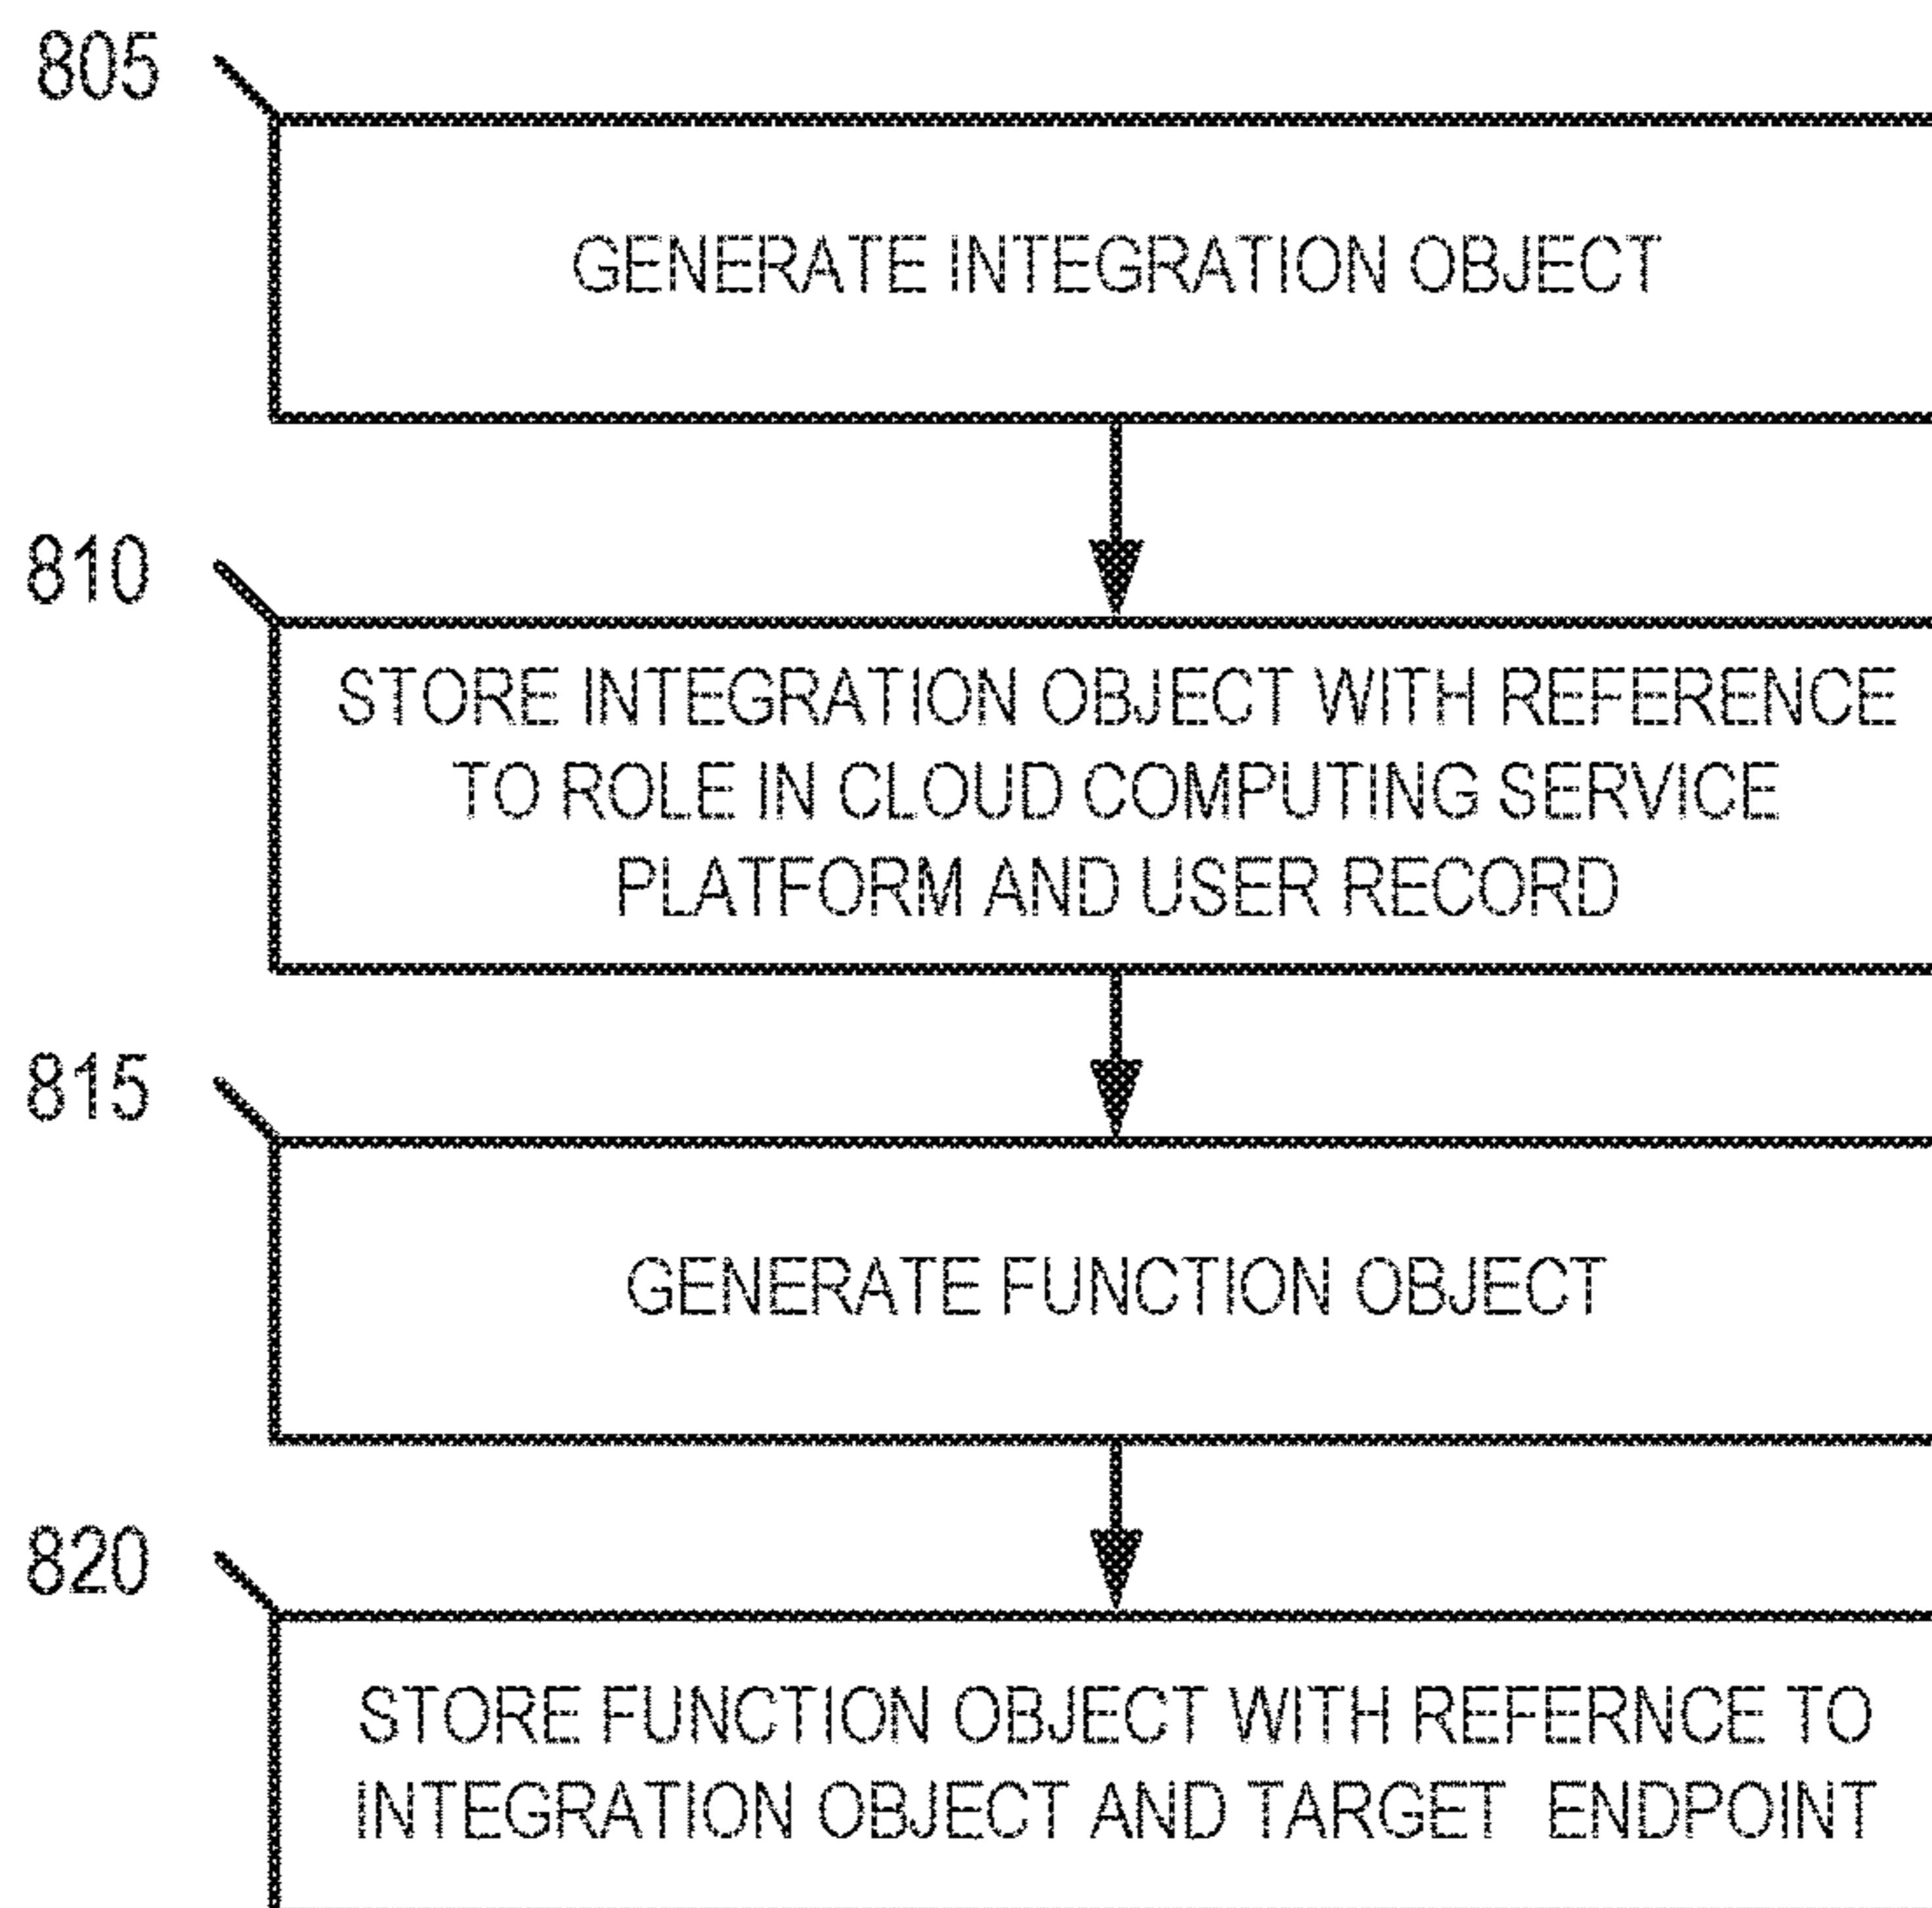 805
GENERATE INTEGRATION OBJECT
810
STORE INTEGRATION OBJECT WITH REFERENCE
TO ROLE IN CLOUD COMPUTING SERVICE
PLATFORM AND USER RECORD
815
GENERATE FUNCTION OBJECT
820
STORE FUNCTION OBJECT WITH REFERNCE TO
INTEGRATION OBJECT AND TARGET ENDPOINT